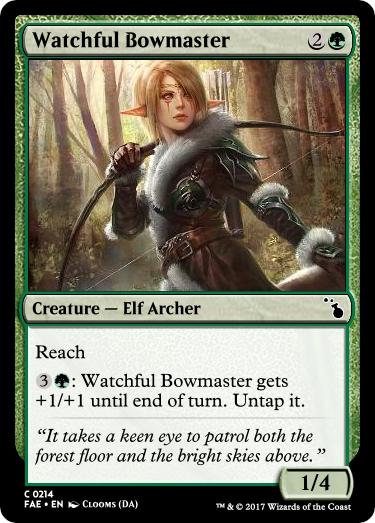 Watchful Bowmaster 2
Creature — Elf Archer
Reach
3: Watchful Bowmaster gets
+1/+1 until end of turn. Untap it.
“It takes a keen eye to patrol both the
forest floor and the bright skies above.”
1/4
C 0214
FAE • EN Clooms (DA)
™ & © 2017 Wizards of the Coast